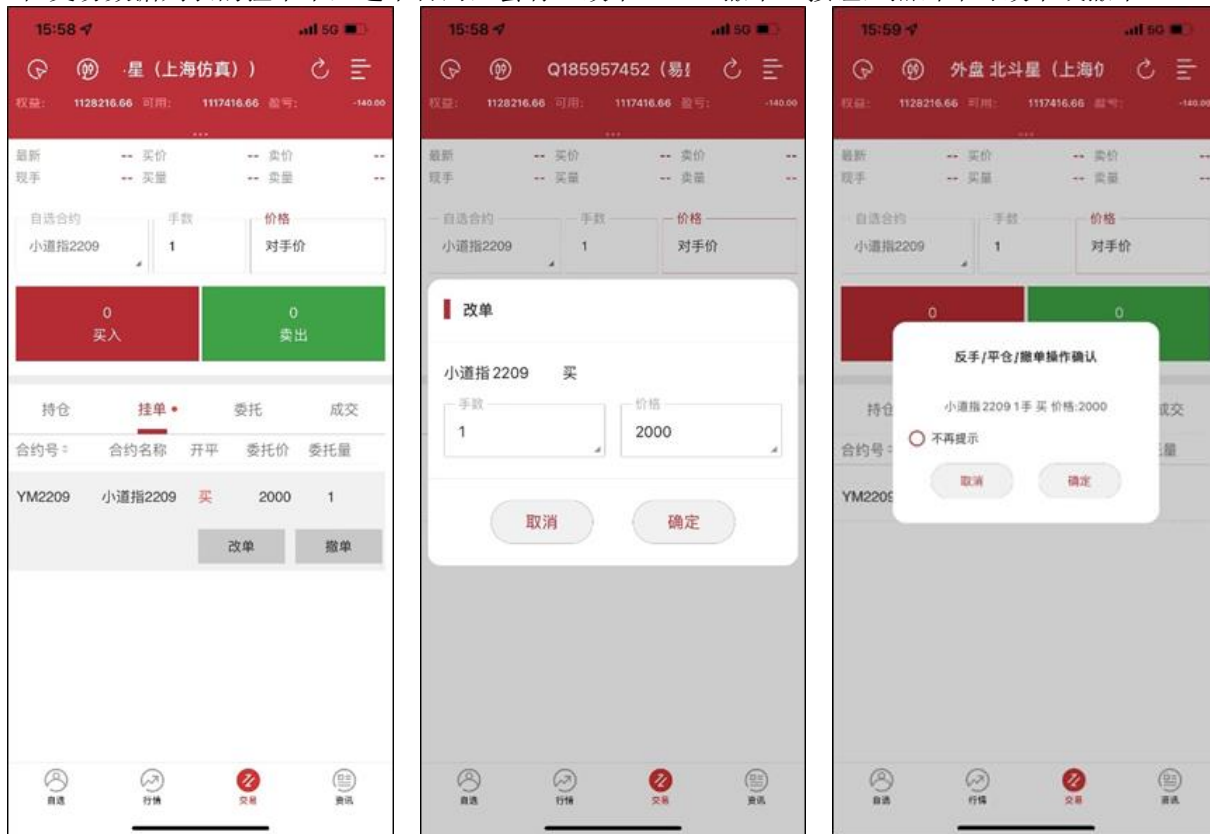 15:58
5G
·星（上海仿真））
权益: 1128216.66 可用: 1117416.66 盈亏: -140.00
...
最新 -- 买价 -- 卖价 --
现手 -- 买量 -- 卖量 --
自选合约 手数 价格
小道指2209 1 对手价
0 0
买入 卖出
持仓 挂单 委托 成交
合约号 合约名称 开平 委托价 委托量
YM2209 小道指2209 买 2000 1
改单 撤单
自选 行情 交易 资讯
15:58
5G
Q185957452（易
权益: 1128216.66 可用: 1117416.66 盈亏: -140.00
...
最新 -- 买价 -- 卖价 --
现手 -- 买量 -- 卖量 --
自选合约 手数 价格
小道指2209 1 对手价
改单
小道指 2209 买
手数 价格
1 2000
取消 确定
自选 行情 交易 资讯
15:59
5G
外盘 北斗星（上海
权益: 1128216.66 可用: 1117416.66 盈亏: -140.00
...
最新 -- 买价 -- 卖价 --
现手 -- 买量 -- 卖量 --
自选合约 手数 价格
小道指2209 1 对手价
0 0
反手/平仓/撤单操作确认
小道指 2209 1手 买 价格:2000
不再提示
取消 确定
持仓 成交
合约号
YM2209
自选 行情 交易 资讯